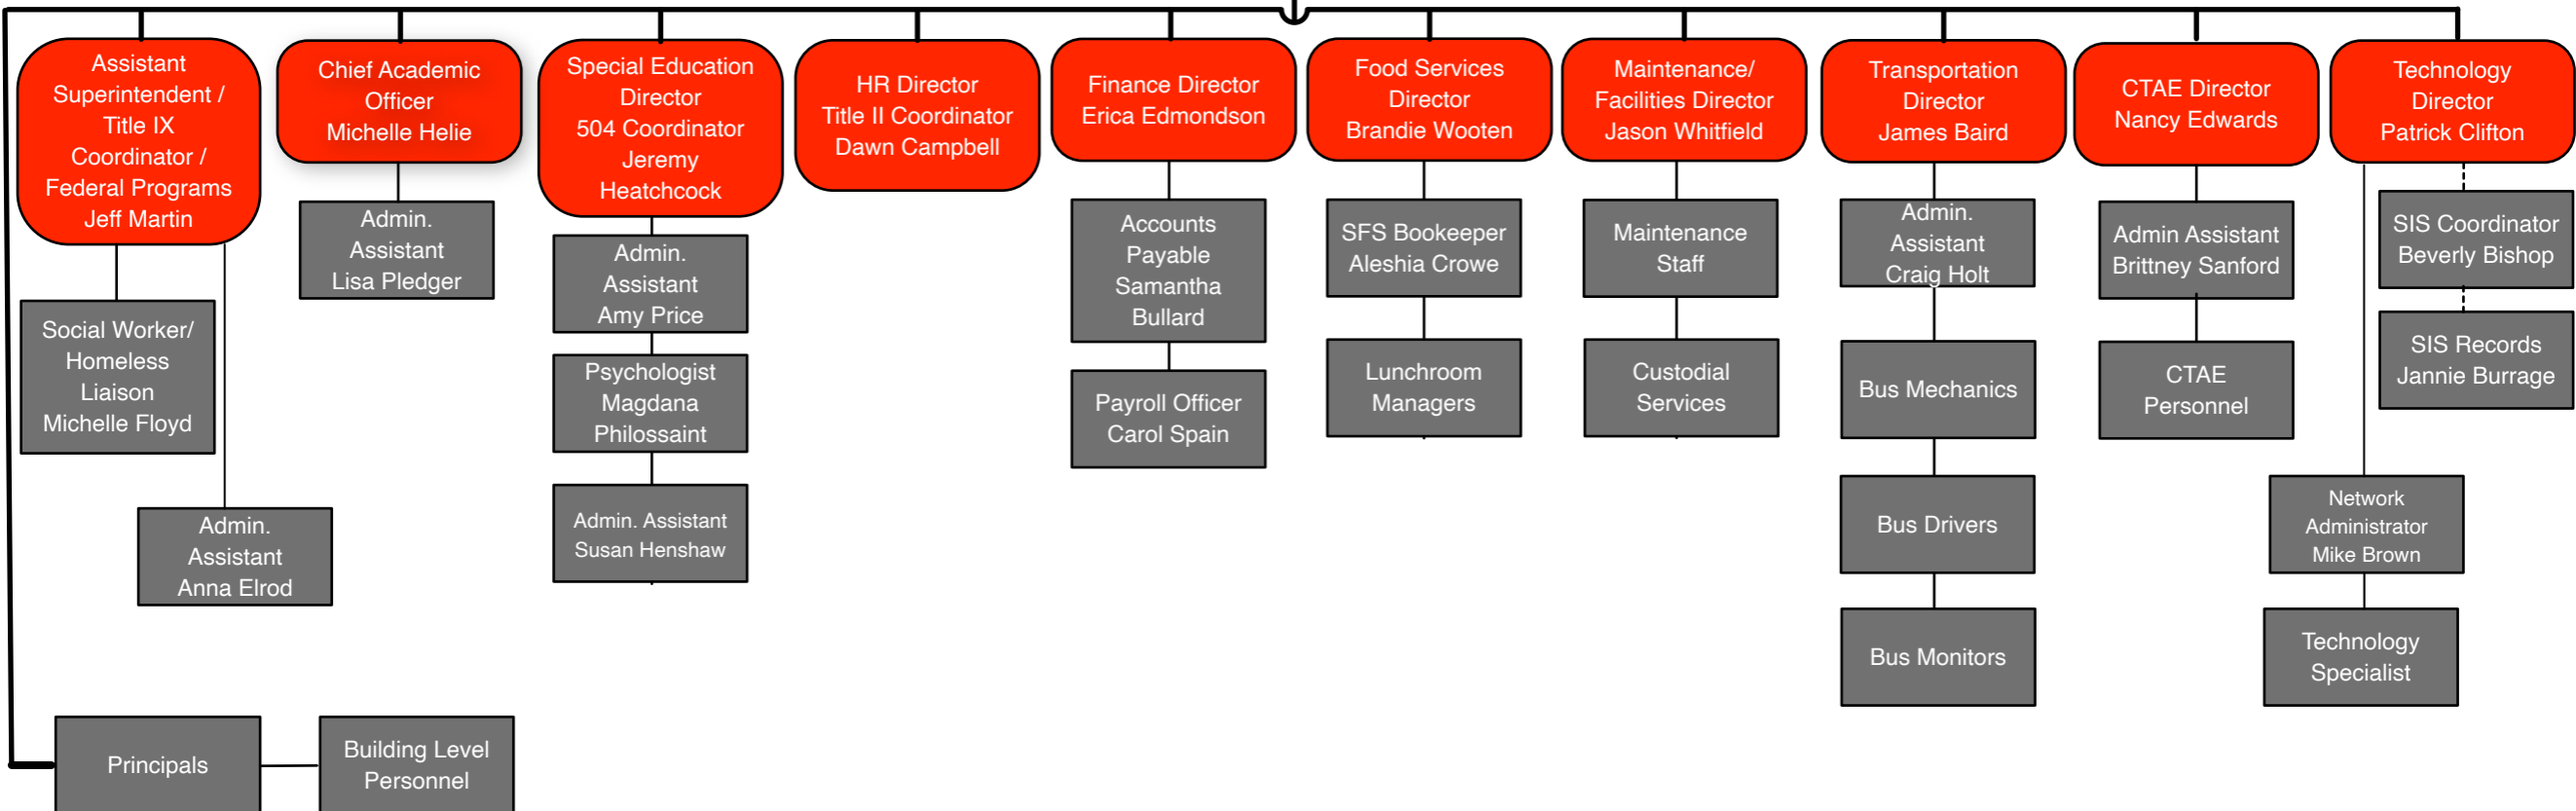 Assistant
Superintendent /
Title IX
Coordinator /
Federal Programs
Jeff Martin
Chief Academic
Officer
Michelle Helie
Special Education
Director
504 Coordinator
Jeremy
Heatchcock
HR Director
Title II Coordinator
Dawn Campbell
Finance Director
Erica Edmondson
Food Services
Director
Brandie Wooten
Maintenance/
Facilities Director
Jason Whitfield
Transportation
Director
James Baird
CTAE Director
Nancy Edwards
Technology
Director
Patrick Clifton
Social Worker/
Homeless
Liaison
Michelle Floyd
Admin.
Assistant
Anna Elrod
Admin.
Assistant
Lisa Pledger
Admin.
Assistant
Amy Price
Psychologist
Magdana
Philossaint
Admin. Assistant
Susan Henshaw
Accounts
Payable
Samantha
Bullard
Payroll Officer
Carol Spain
SFS Bookeeper
Aleshia Crowe
Lunchroom
Managers
Maintenance
Staff
Custodial
Services
Admin.
Assistant
Craig Holt
Bus Mechanics
Bus Drivers
Bus Monitors
Admin Assistant
Brittney Sanford
CTAE
Personnel
SIS Coordinator
Beverly Bishop
SIS Records
Jannie Burrage
Network
Administrator
Mike Brown
Technology
Specialist
Principals
Building Level
Personnel